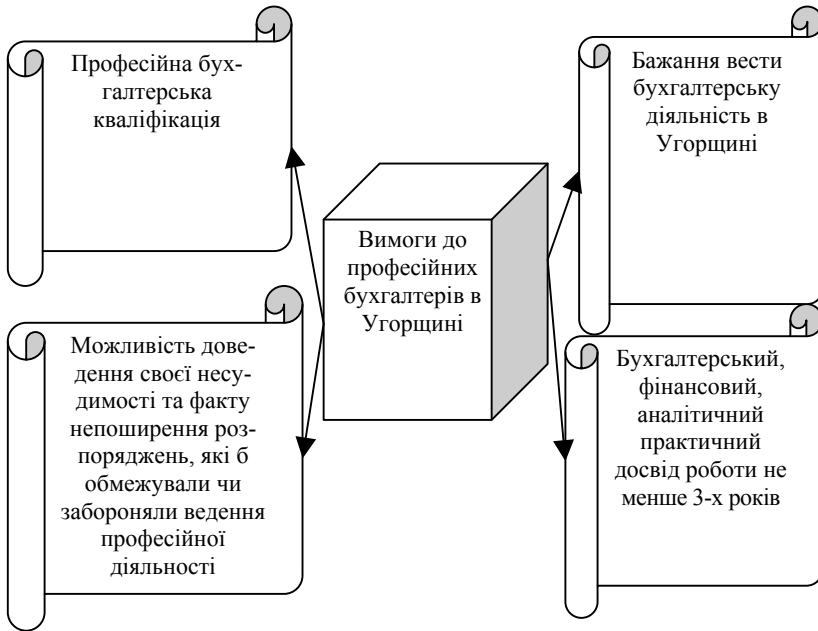 Професійна бух-
галтерська
кваліфікація
Бажання вести
бухгалтерську
діяльність в
Угорщині
Вимоги до
професійних
бухгалтерів в
Угорщині
Можливість дове-
дення своєї несу-
димості та факту
непоширення роз-
поряджень, які б
обмежували чи
забороняли ведення
професійної
діяльності
Бухгалтерський,
фінансовий,
аналітичний
практичний
досвід роботи не
менше 3-х років